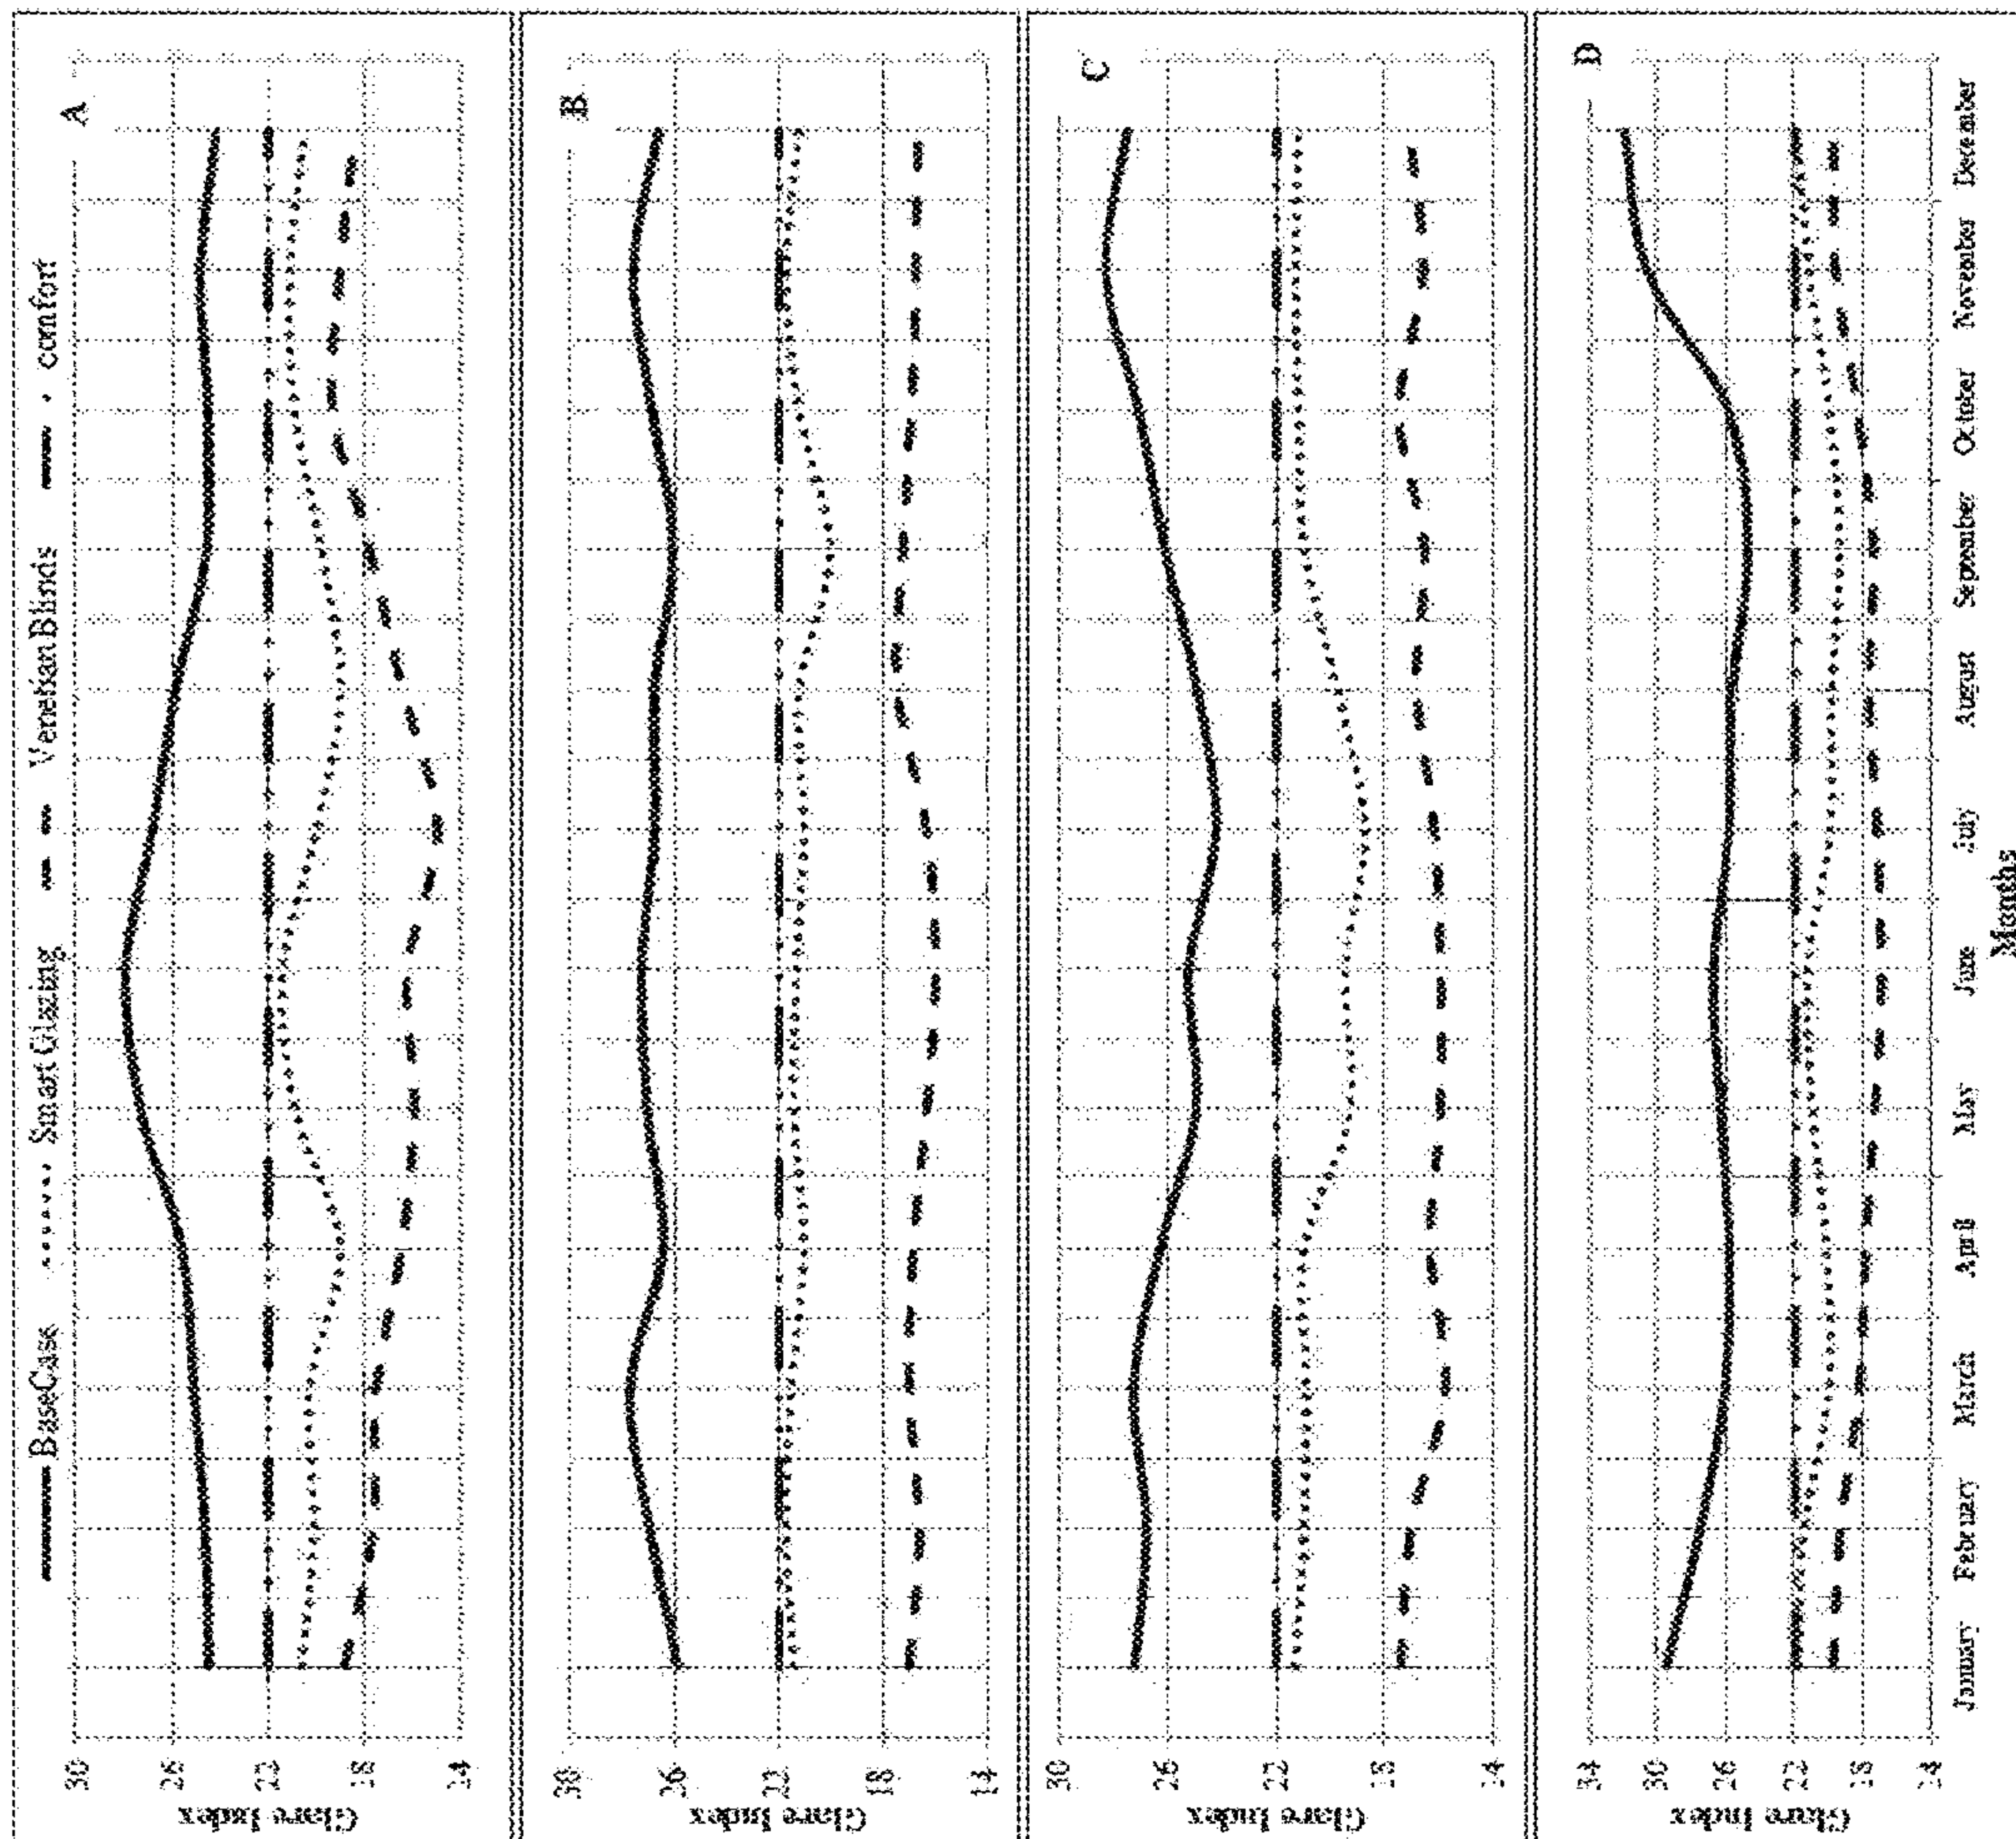 BaseCase Smart Glazing Venetian Blinds comfort
A
30
26
22
18
14
Glare Index
B
30
26
22
18
14
Glare Index
C
30
26
22
18
14
Glare Index
D
34
30
26
22
18
14
Glare Index
January February March April May June July August September October November December
Months